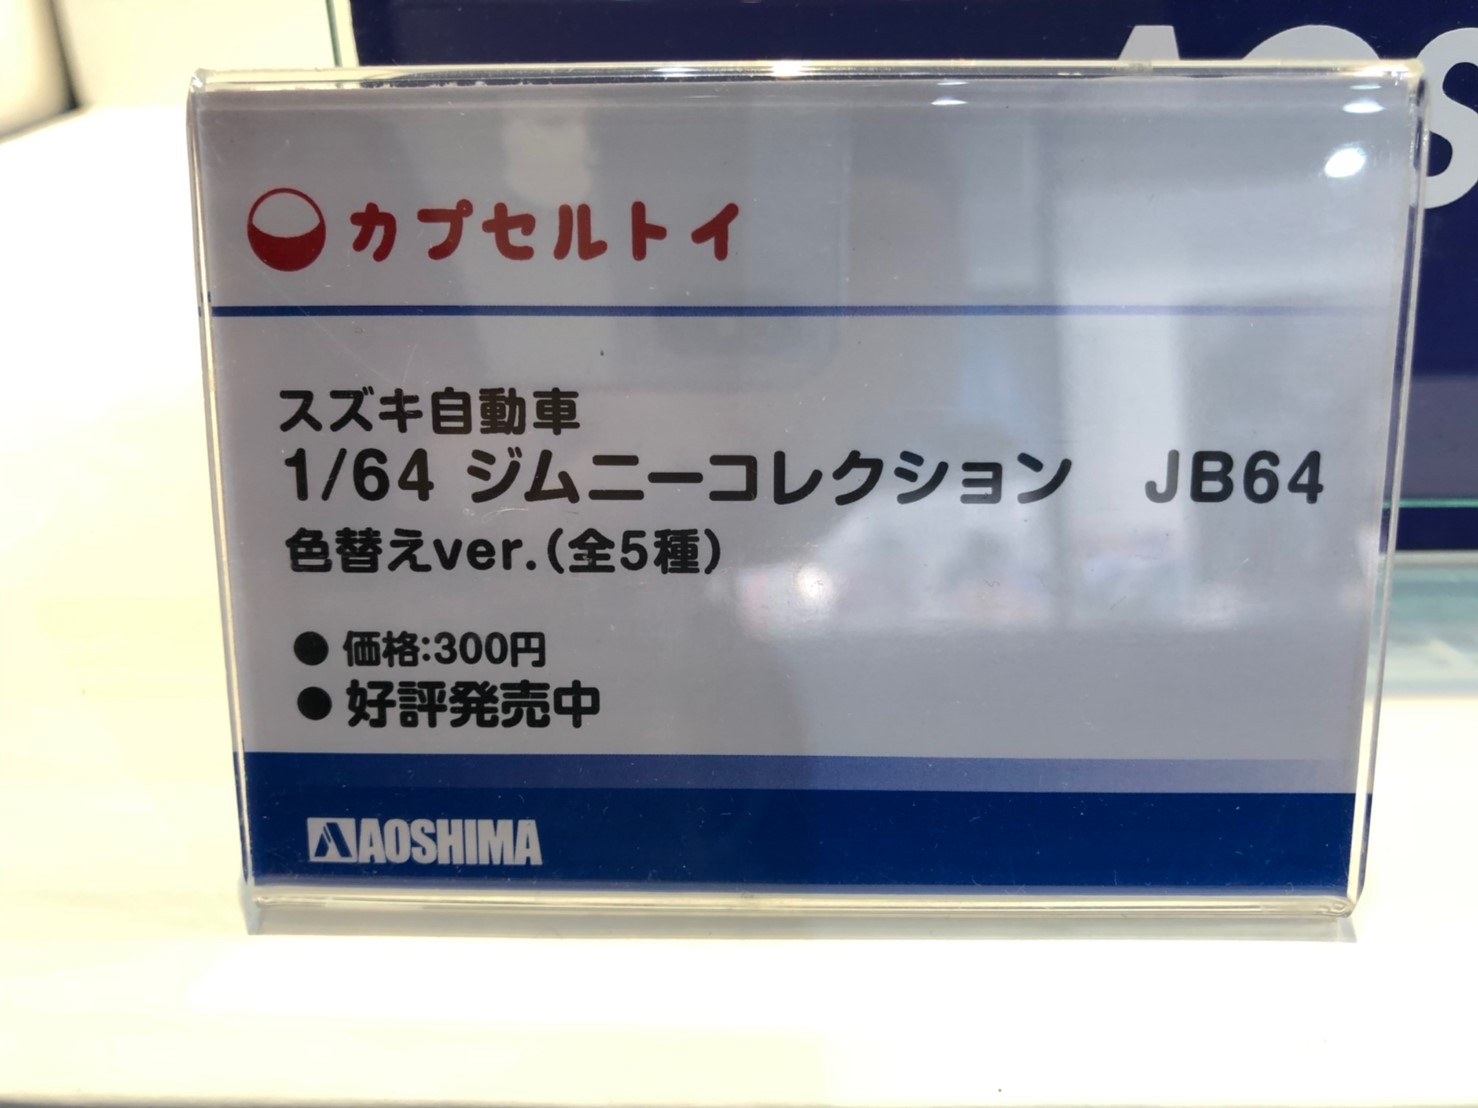 AOS
カプセルトイ
スズキ自動車
1/64 ジムニーコレクション　JB64
色替えver.(全5種)
● 価格:300円
● 好評発売中
AOSHIMA